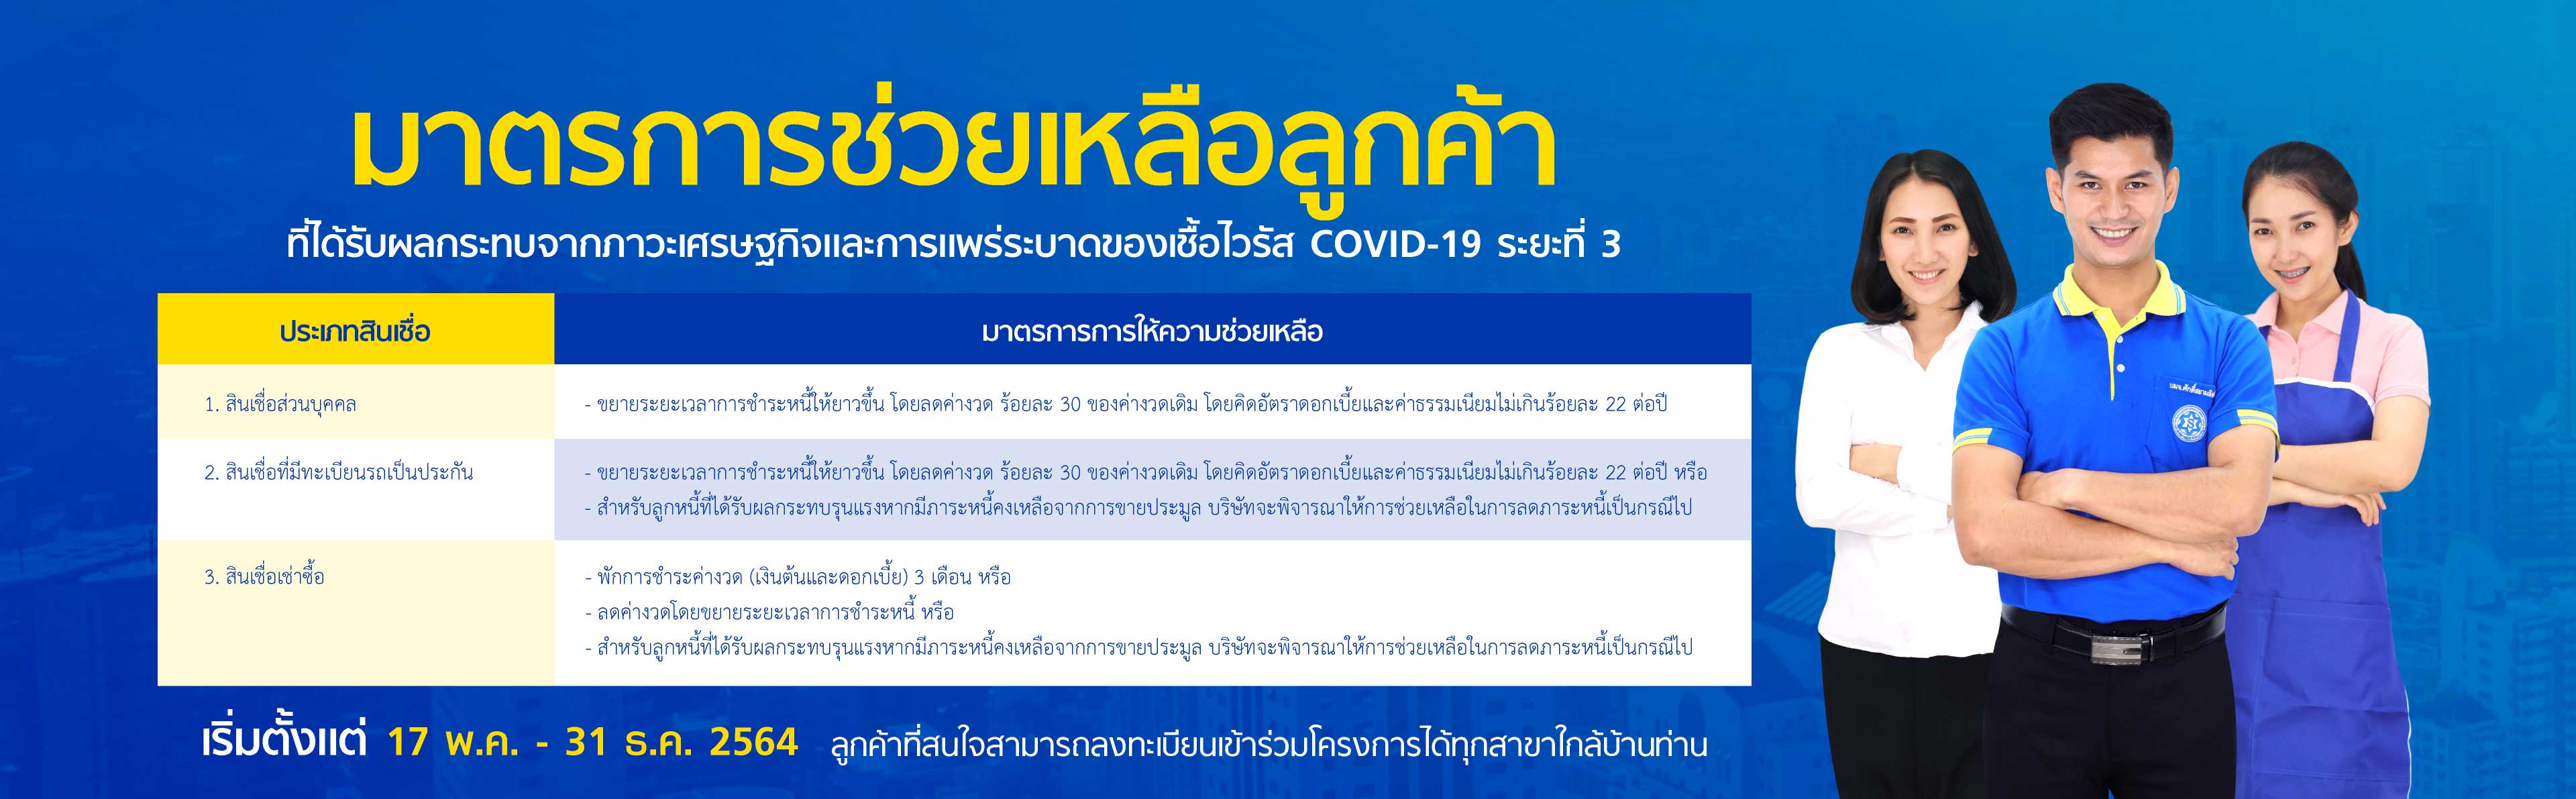 มาตรการช่วยเหลือลูกค้า
ที่ได้รับผลกระทบจากภาวะเศรษฐกิจและการแพร่ระบาดของเชื้อไวรัส COVID-19 ระยะที่ 3
ประเภทสินเชื่อ
มาตรการการให้ความช่วยเหลือ
1. สินเชื่อส่วนบุคคล
- ขยายระยะเวลาการชำระหนี้ให้ยาวขึ้น โดยลดค่างวด ร้อยละ 30 ของค่างวดเดิม โดยคิดอัตราดอกเบี้ยและค่าธรรมเนียมไม่เกินร้อยละ 22 ต่อปี
2. สินเชื่อที่มีทะเบียนรถเป็นประกัน
- ขยายระยะเวลาการชำระหนี้ให้ยาวขึ้น โดยลดค่างวด ร้อยละ 30 ของค่างวดเดิม โดยคิดอัตราดอกเบี้ยและค่าธรรมเนียมไม่เกินร้อยละ 22 ต่อปี หรือ
- สำหรับลูกหนี้ที่ได้รับผลกระทบรุนแรงหากมีภาระหนี้คงเหลือจากการขายประมูล บริษัทจะพิจารณาให้การช่วยเหลือในการลดภาระหนี้เป็นกรณีไป
3. สินเชื่อเช่าซื้อ
- พักการชำระค่างวด (เงินต้นและดอกเบี้ย) 3 เดือน หรือ
- ลดค่างวดโดยขยายระยะเวลาการชำระหนี้ หรือ
- สำหรับลูกหนี้ที่ได้รับผลกระทบรุนแรงหากมีภาระหนี้คงเหลือจากการขายประมูล บริษัทจะพิจารณาให้การช่วยเหลือในการลดภาระหนี้เป็นกรณีไป
เริ่มตั้งแต่ 17 พ.ค. - 31 ธ.ค. 2564 ลูกค้าที่สนใจสามารถลงทะเบียนเข้าร่วมโครงการได้ทุกสาขาใกล้บ้านท่าน